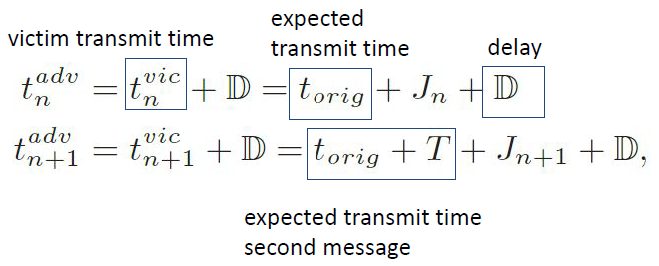 expected
victim transmit time transmit time delay
t_n^{adv} = t_n^{vic} + 𝔻 = t_{orig} + J_n + 𝔻
t_{n+1}^{adv} = t_{n+1}^{vic} + 𝔻 = t_{orig} + T + J_{n+1} + 𝔻,
expected transmit time
second message